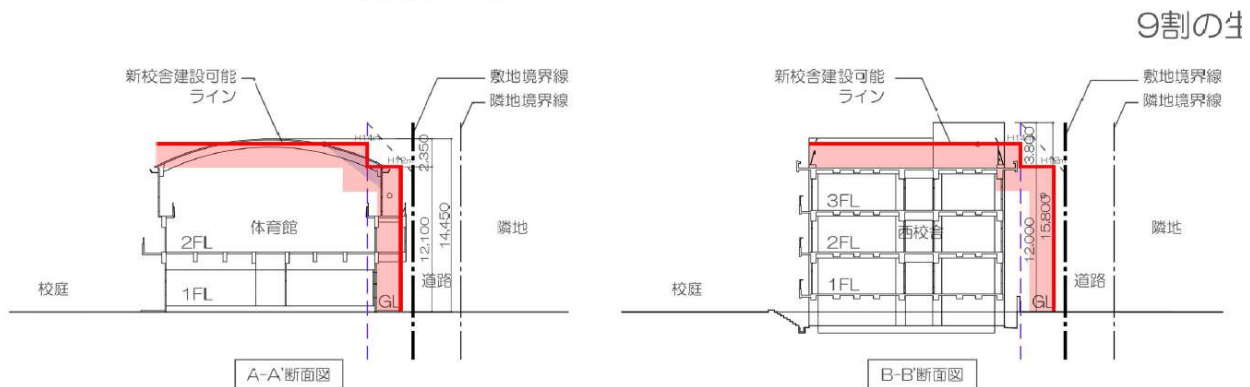 9割の生
新校舎建設可能
ライン
敷地境界線
隣地境界線
H14m
H12m
2.350
12.100
14.450
体育館
2FL
1FL
GL
校庭
道路
隣地
A-A'断面図
新校舎建設可能
ライン
敷地境界線
隣地境界線
3.800
12.000
15.800
3FL
2FL
西校舎
1FL
GL
校庭
道路
隣地
B-B'断面図